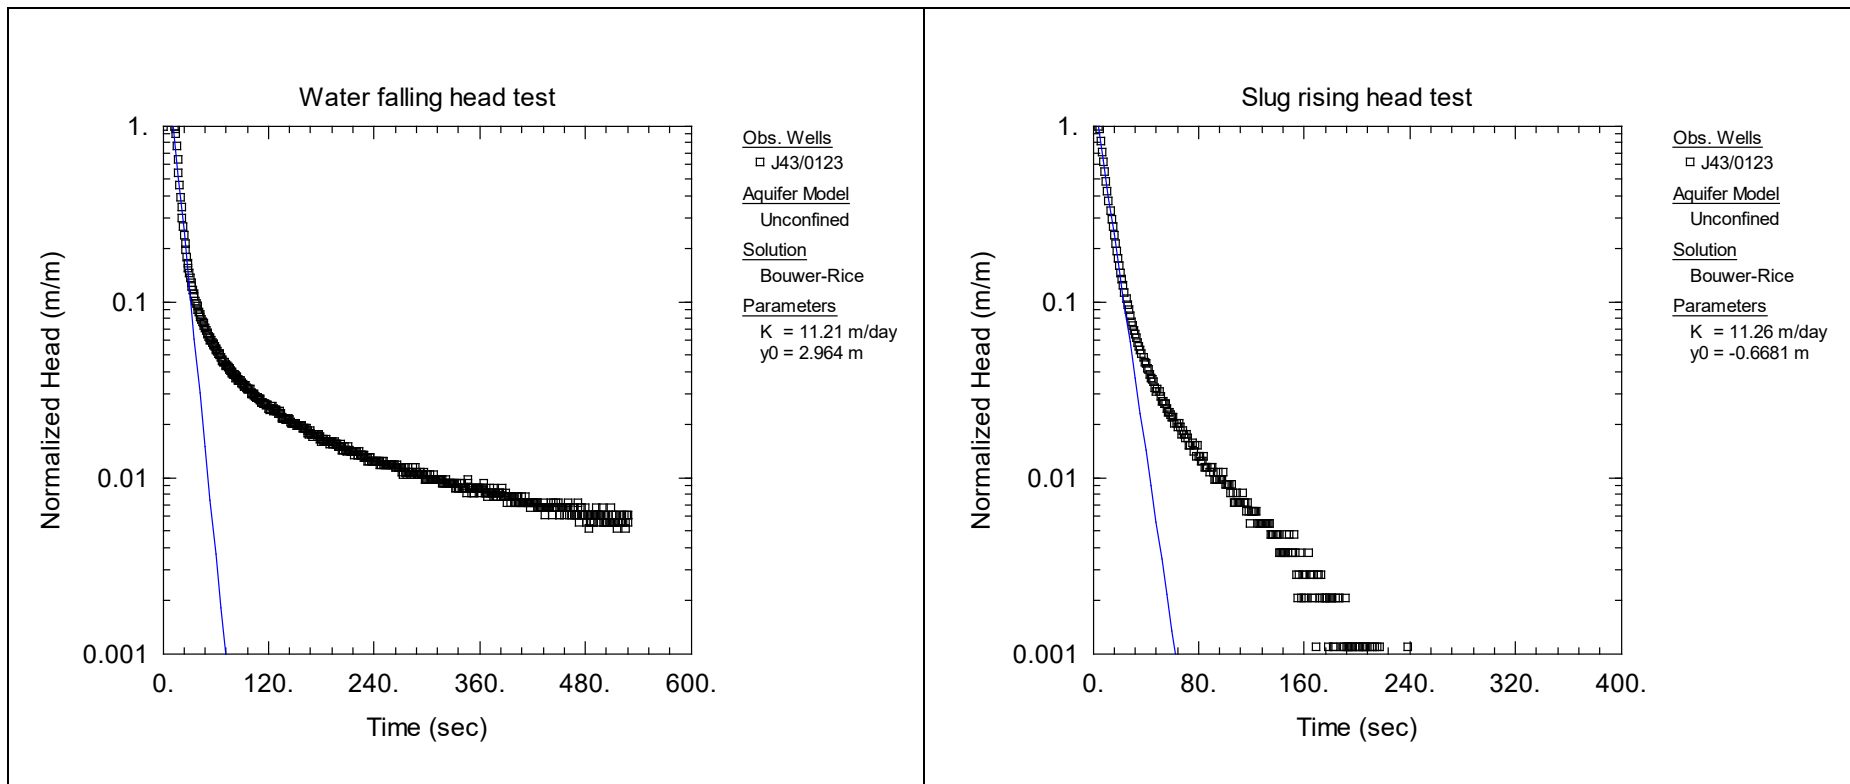 Water falling head test
Normalized Head (m/m)
1.
0.1
0.01
0.001
0. 120. 240. 360. 480. 600.
Time (sec)
Obs. Wells
J43/0123
Aquifer Model
Unconfined
Solution
Bouwer-Rice
Parameters
K = 11.21 m/day
y0 = 2.964 m
Slug rising head test
Normalized Head (m/m)
1.
0.1
0.01
0.001
0. 80. 160. 240. 320. 400.
Time (sec)
Obs. Wells
J43/0123
Aquifer Model
Unconfined
Solution
Bouwer-Rice
Parameters
K = 11.26 m/day
y0 = -0.6681 m